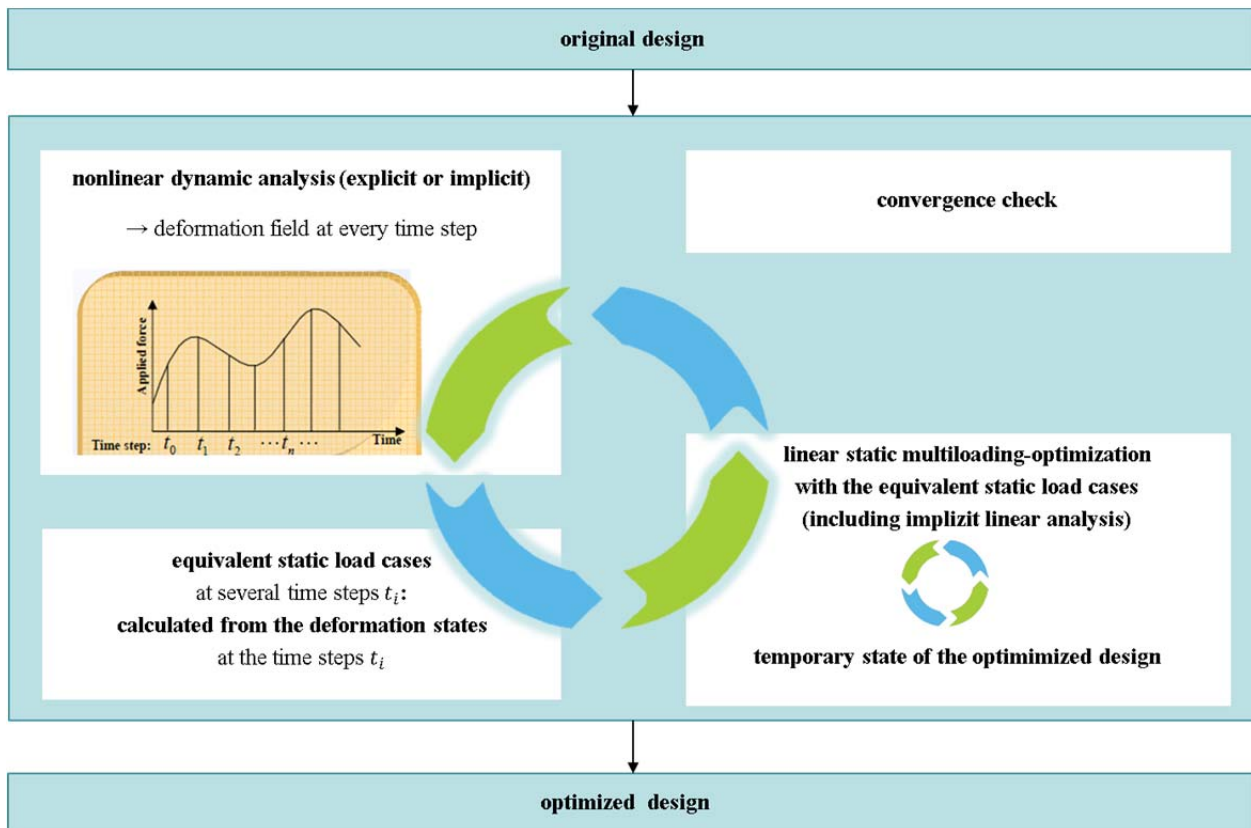 original design
nonlinear dynamic analysis (explicit or implicit)
→ deformation field at every time step
Applied force
Time step: t₀ t₁ t₂ ⋯tₙ ⋯ Time
convergence check
equivalent static load cases
at several time steps tᵢ:
calculated from the deformation states
at the time steps tᵢ
linear static multiloading-optimization
with the equivalent static load cases
(including implizit linear analysis)
temporary state of the optimimized design
optimized design